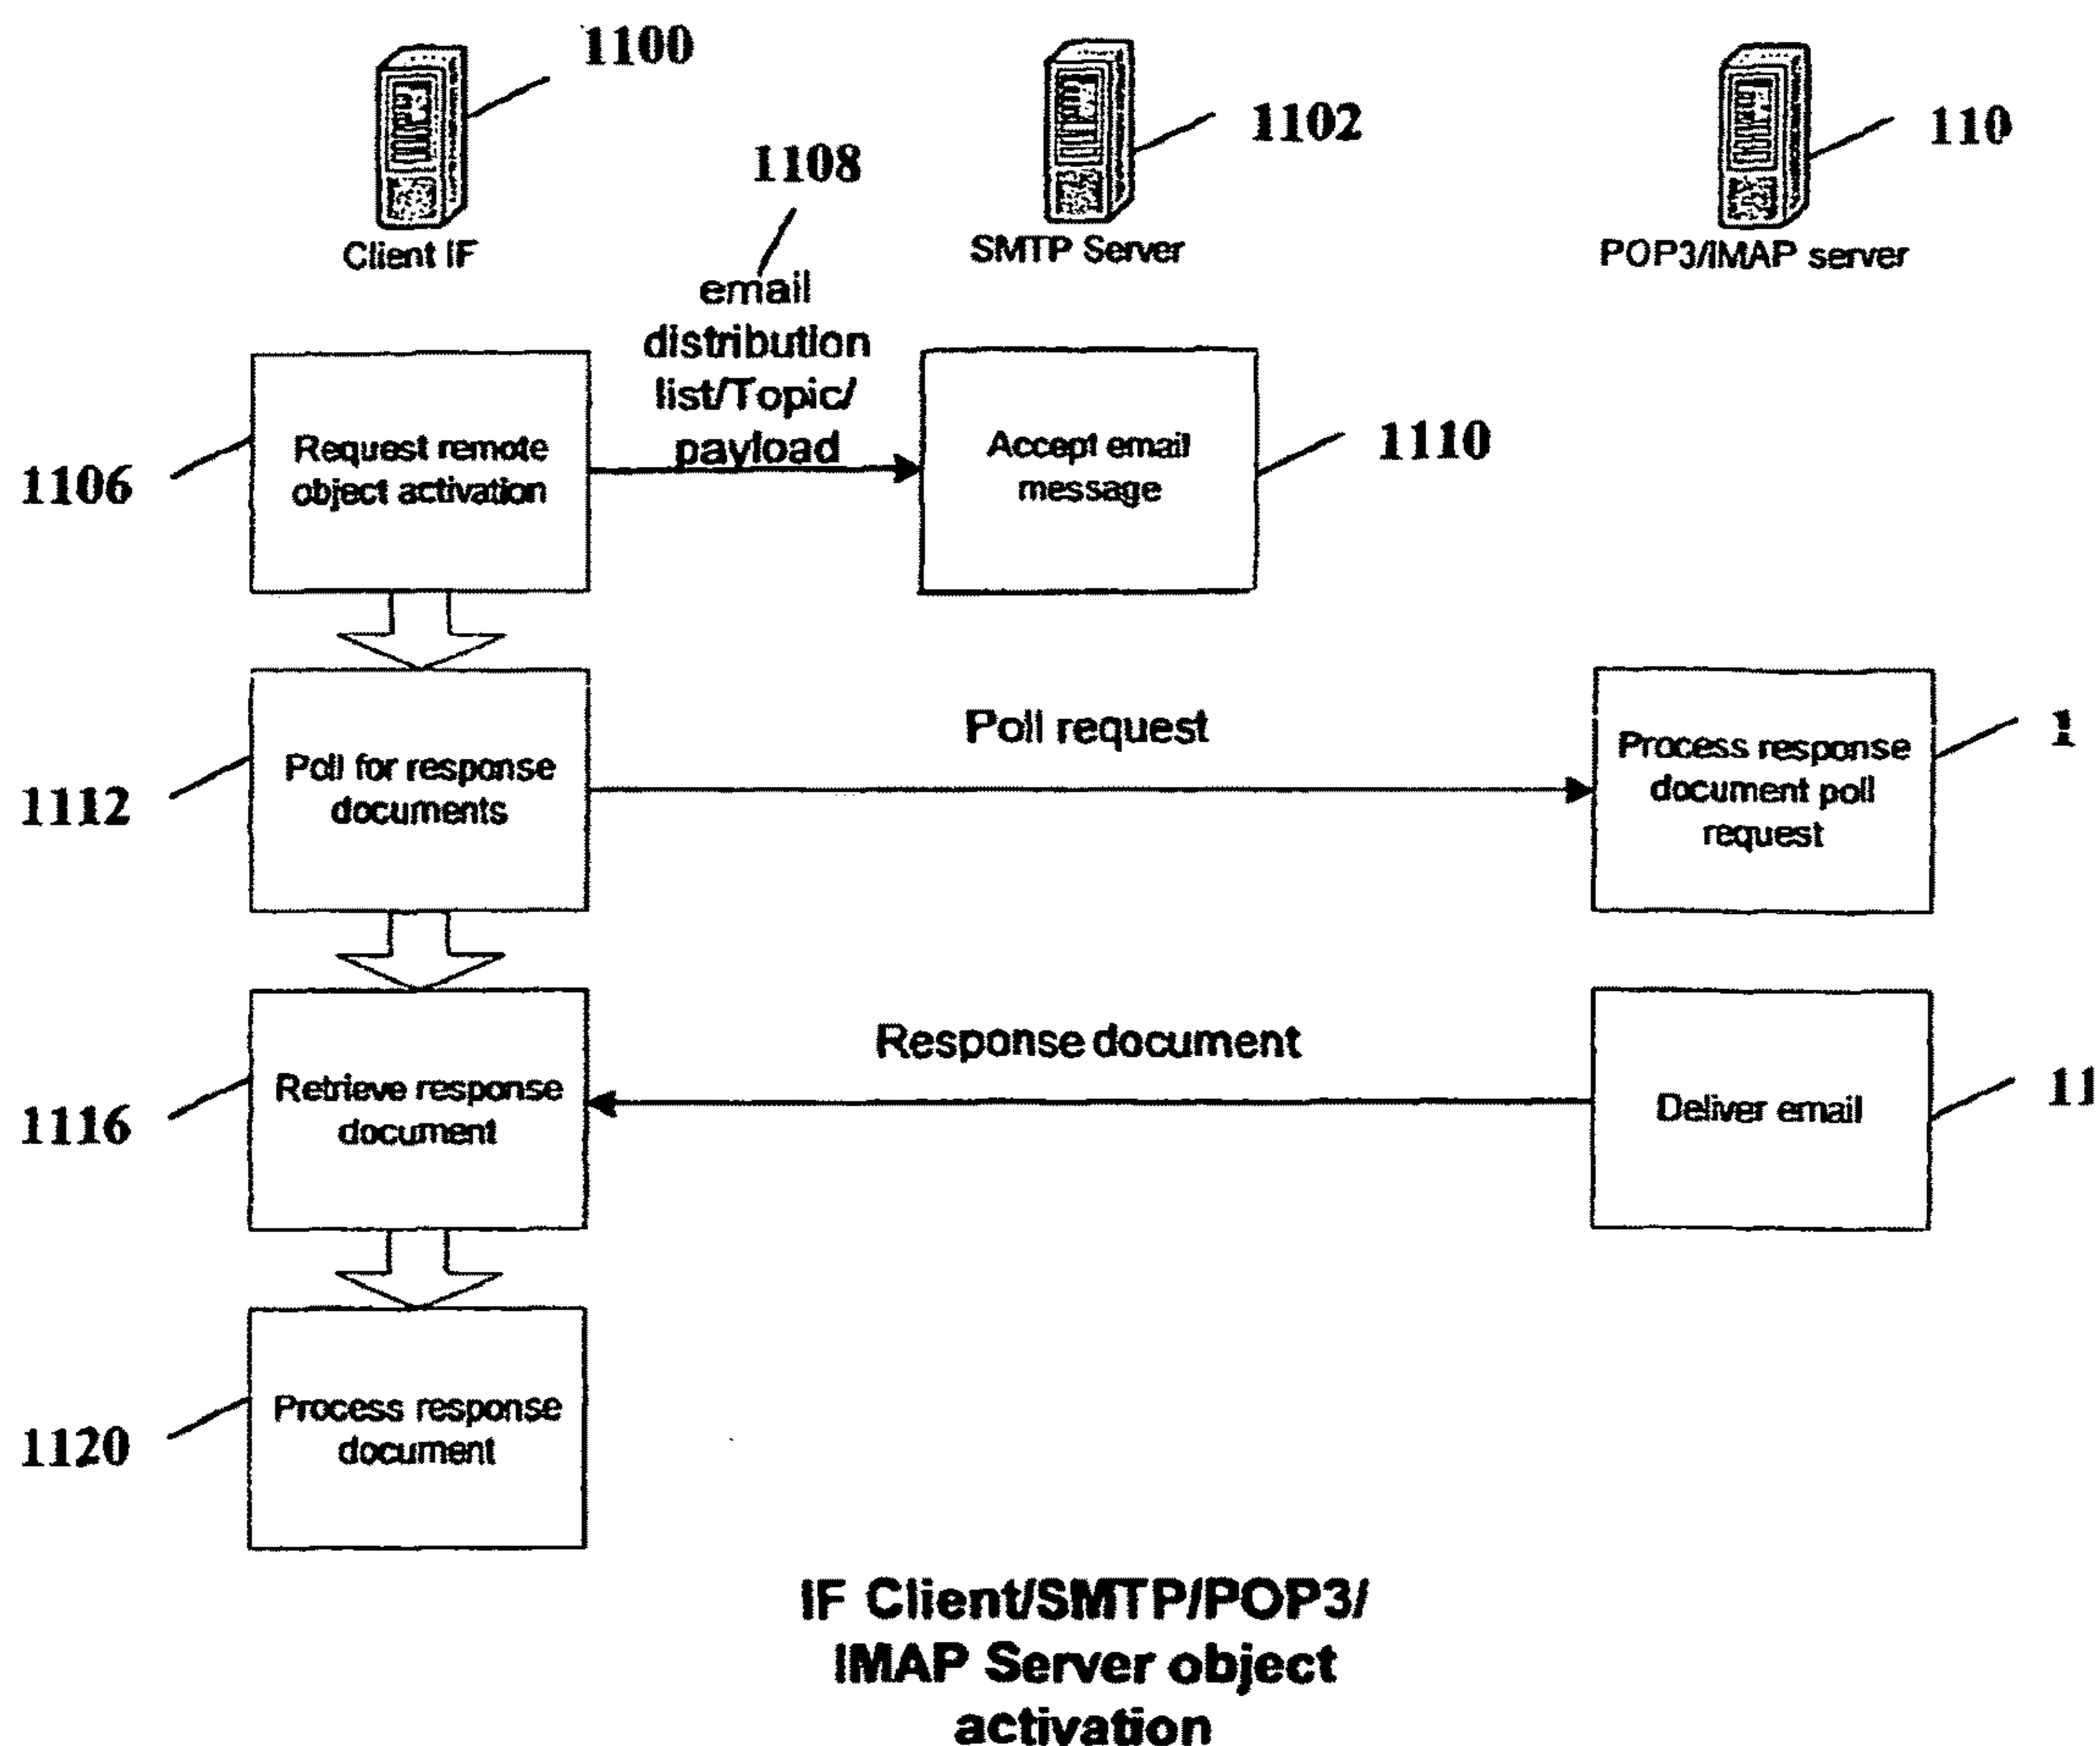 1100
1102
110
1108
Client IF
SMTP Server
POP3/IMAP server
email
distribution
list/Topic/
payload
Request remote
object activation
1106
Accept email
message
1110
Poll for response
documents
1112
Poll request
Process response
document poll
request
1
Retrieve response
document
1116
Response document
Deliver email
11
Process response
document
1120
IF Client/SMTP/POP3/
IMAP Server object
activation